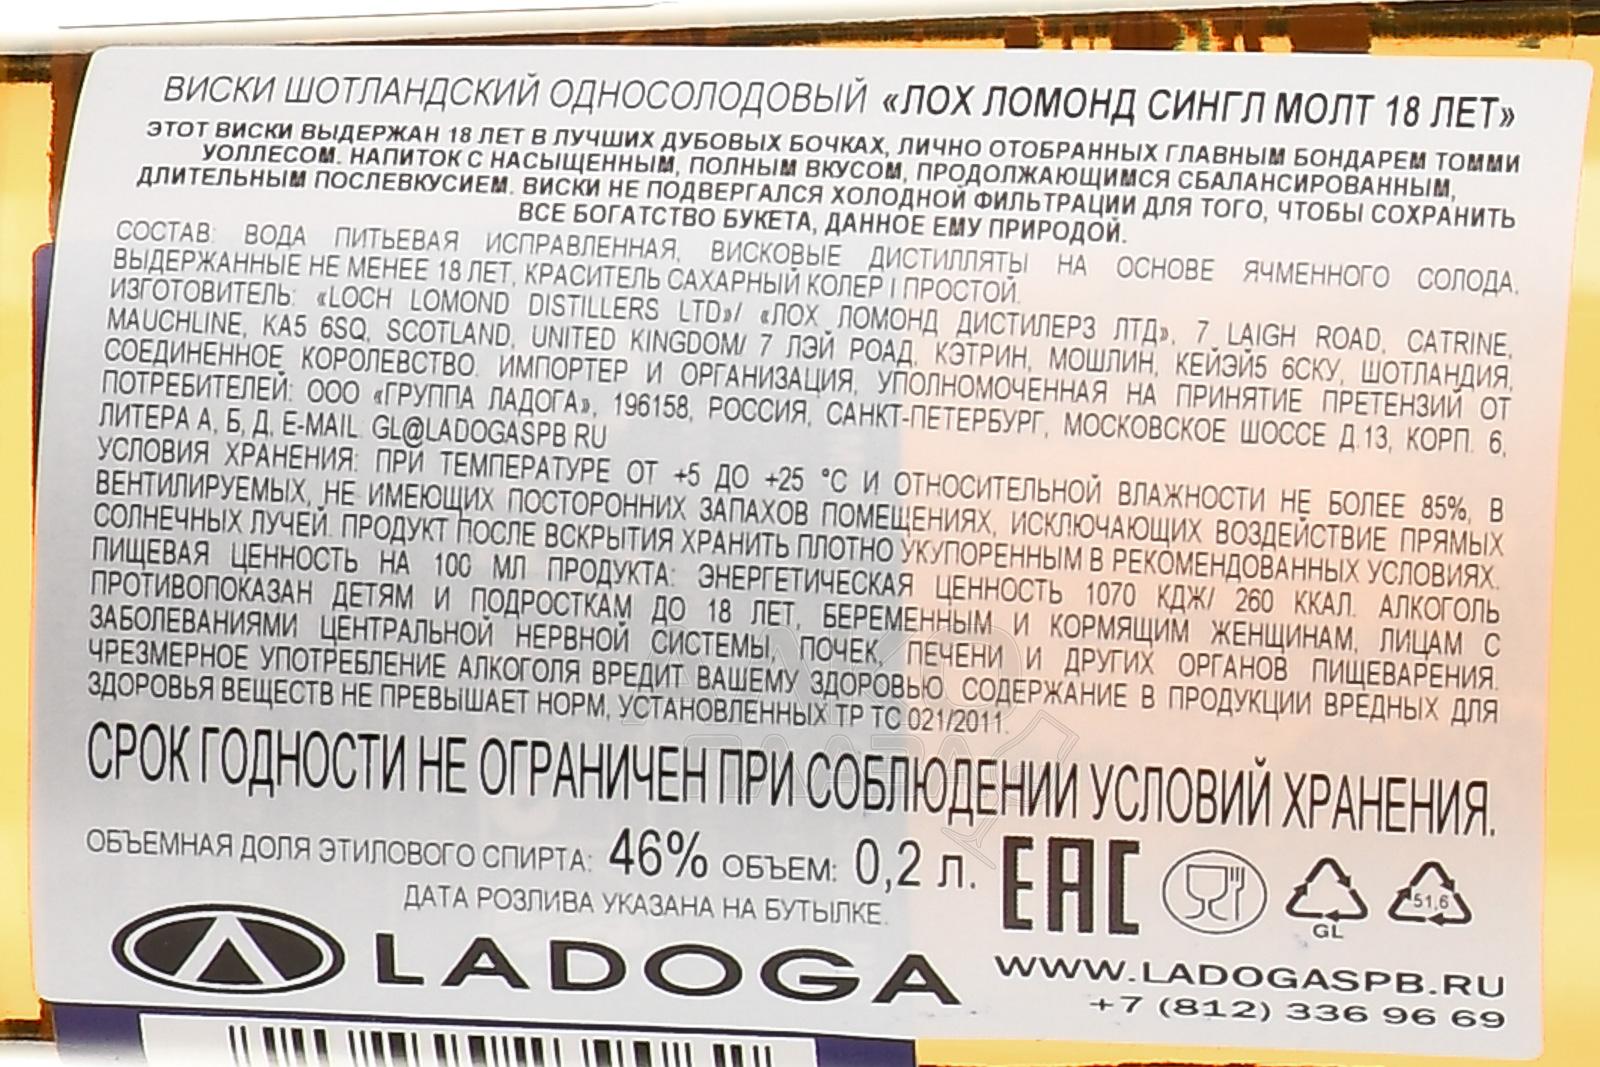 ВИСКИ ШОТЛАНДСКИЙ ОДНОСОЛОДОВЫЙ «ЛОХ ЛОМОНД СИНГЛ МОЛТ 18 ЛЕТ»
ЭТОТ ВИСКИ ВЫДЕРЖАН 18 ЛЕТ В ЛУЧШИХ ДУБОВЫХ БОЧКАХ, ЛИЧНО ОТОБРАННЫХ ГЛАВНЫМ БОНДАРЕМ ТОММИ
УОЛЛЕСОМ. НАПИТОК С НАСЫЩЕННЫМ, ПОЛНЫМ ВКУСОМ, ПРОДОЛЖАЮЩИМСЯ СБАЛАНСИРОВАННЫМ,
ДЛИТЕЛЬНЫМ ПОСЛЕВКУСИЕМ. ВИСКИ НЕ ПОДВЕРГАЛСЯ ХОЛОДНОЙ ФИЛЬТРАЦИИ ДЛЯ ТОГО, ЧТОБЫ СОХРАНИТЬ
ВСЕ БОГАТСТВО БУКЕТА, ДАННОЕ ЕМУ ПРИРОДОЙ.
СОСТАВ: ВОДА ПИТЬЕВАЯ ИСПРАВЛЕННАЯ, ВИСКОВЫЕ ДИСТИЛЛЯТЫ НА ОСНОВЕ ЯЧМЕННОГО СОЛОДА,
ВЫДЕРЖАННЫЕ НЕ МЕНЕЕ 18 ЛЕТ, КРАСИТЕЛЬ САХАРНЫЙ КОЛЕР I ПРОСТОЙ.
ИЗГОТОВИТЕЛЬ: «LOCH LOMOND DISTILLERS LTD»/ «ЛОХ ЛОМОНД ДИСТИЛЕРЗ ЛТД», 7 LAIGH ROAD, CATRINE,
MAUCHLINE, KA5 6SQ, SCOTLAND, UNITED KINGDOM/ 7 ЛЭЙ РОАД, КЭТРИН, МОШЛИН, КЕЙЭЙ5 6СКУ, ШОТЛАНДИЯ,
СОЕДИНЕННОЕ КОРОЛЕВСТВО. ИМПОРТЕР И ОРГАНИЗАЦИЯ, УПОЛНОМОЧЕННАЯ НА ПРИНЯТИЕ ПРЕТЕНЗИЙ ОТ
ПОТРЕБИТЕЛЕЙ: ООО «ГРУППА ЛАДОГА», 196158, РОССИЯ, САНКТ-ПЕТЕРБУРГ, МОСКОВСКОЕ ШОССЕ Д.13, КОРП. 6,
ЛИТЕРА А, Б, Д, E-MAIL: GL@LADOGASPB.RU
УСЛОВИЯ ХРАНЕНИЯ: ПРИ ТЕМПЕРАТУРЕ ОТ +5 ДО +25 °С И ОТНОСИТЕЛЬНОЙ ВЛАЖНОСТИ НЕ БОЛЕЕ 85%, В
ВЕНТИЛИРУЕМЫХ, НЕ ИМЕЮЩИХ ПОСТОРОННИХ ЗАПАХОВ ПОМЕЩЕНИЯХ, ИСКЛЮЧАЮЩИХ ВОЗДЕЙСТВИЕ ПРЯМЫХ
СОЛНЕЧНЫХ ЛУЧЕЙ. ПРОДУКТ ПОСЛЕ ВСКРЫТИЯ ХРАНИТЬ ПЛОТНО УКУПОРЕННЫМ В РЕКОМЕНДОВАННЫХ УСЛОВИЯХ.
ПИЩЕВАЯ ЦЕННОСТЬ НА 100 МЛ ПРОДУКТА: ЭНЕРГЕТИЧЕСКАЯ ЦЕННОСТЬ 1070 КДЖ/ 260 ККАЛ. АЛКОГОЛЬ
ПРОТИВОПОКАЗАН ДЕТЯМ И ПОДРОСТКАМ ДО 18 ЛЕТ, БЕРЕМЕННЫМ И КОРМЯЩИМ ЖЕНЩИНАМ, ЛИЦАМ С
ЗАБОЛЕВАНИЯМИ ЦЕНТРАЛЬНОЙ НЕРВНОЙ СИСТЕМЫ, ПОЧЕК, ПЕЧЕНИ И ДРУГИХ ОРГАНОВ ПИЩЕВАРЕНИЯ.
ЧРЕЗМЕРНОЕ УПОТРЕБЛЕНИЕ АЛКОГОЛЯ ВРЕДИТ ВАШЕМУ ЗДОРОВЬЮ. СОДЕРЖАНИЕ В ПРОДУКЦИИ ВРЕДНЫХ ДЛЯ
ЗДОРОВЬЯ ВЕЩЕСТВ НЕ ПРЕВЫШАЕТ НОРМ, УСТАНОВЛЕННЫХ ТР ТС 021/2011.
СРОК ГОДНОСТИ НЕ ОГРАНИЧЕН ПРИ СОБЛЮДЕНИИ УСЛОВИЙ ХРАНЕНИЯ.
ОБЪЕМНАЯ ДОЛЯ ЭТИЛОВОГО СПИРТА: 46% ОБЪЕМ: 0,2 л.
ДАТА РОЗЛИВА УКАЗАНА НА БУТЫЛКЕ.
EAC
GL
51,6
LADOGA
WWW.LADOGASPB.RU
+7 (812) 336 96 69